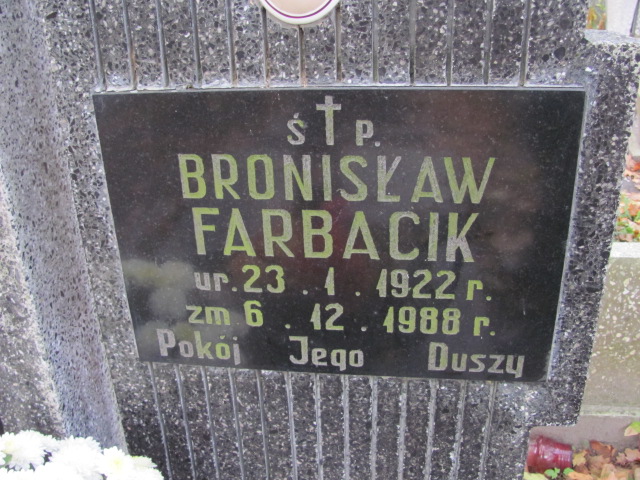 Ś † P.
BRONISŁAW
FARBACIK
ur. 23 . 1 . 1922 r.
zm 6 . 12 . 1988 r.
Pokój Jego Duszy